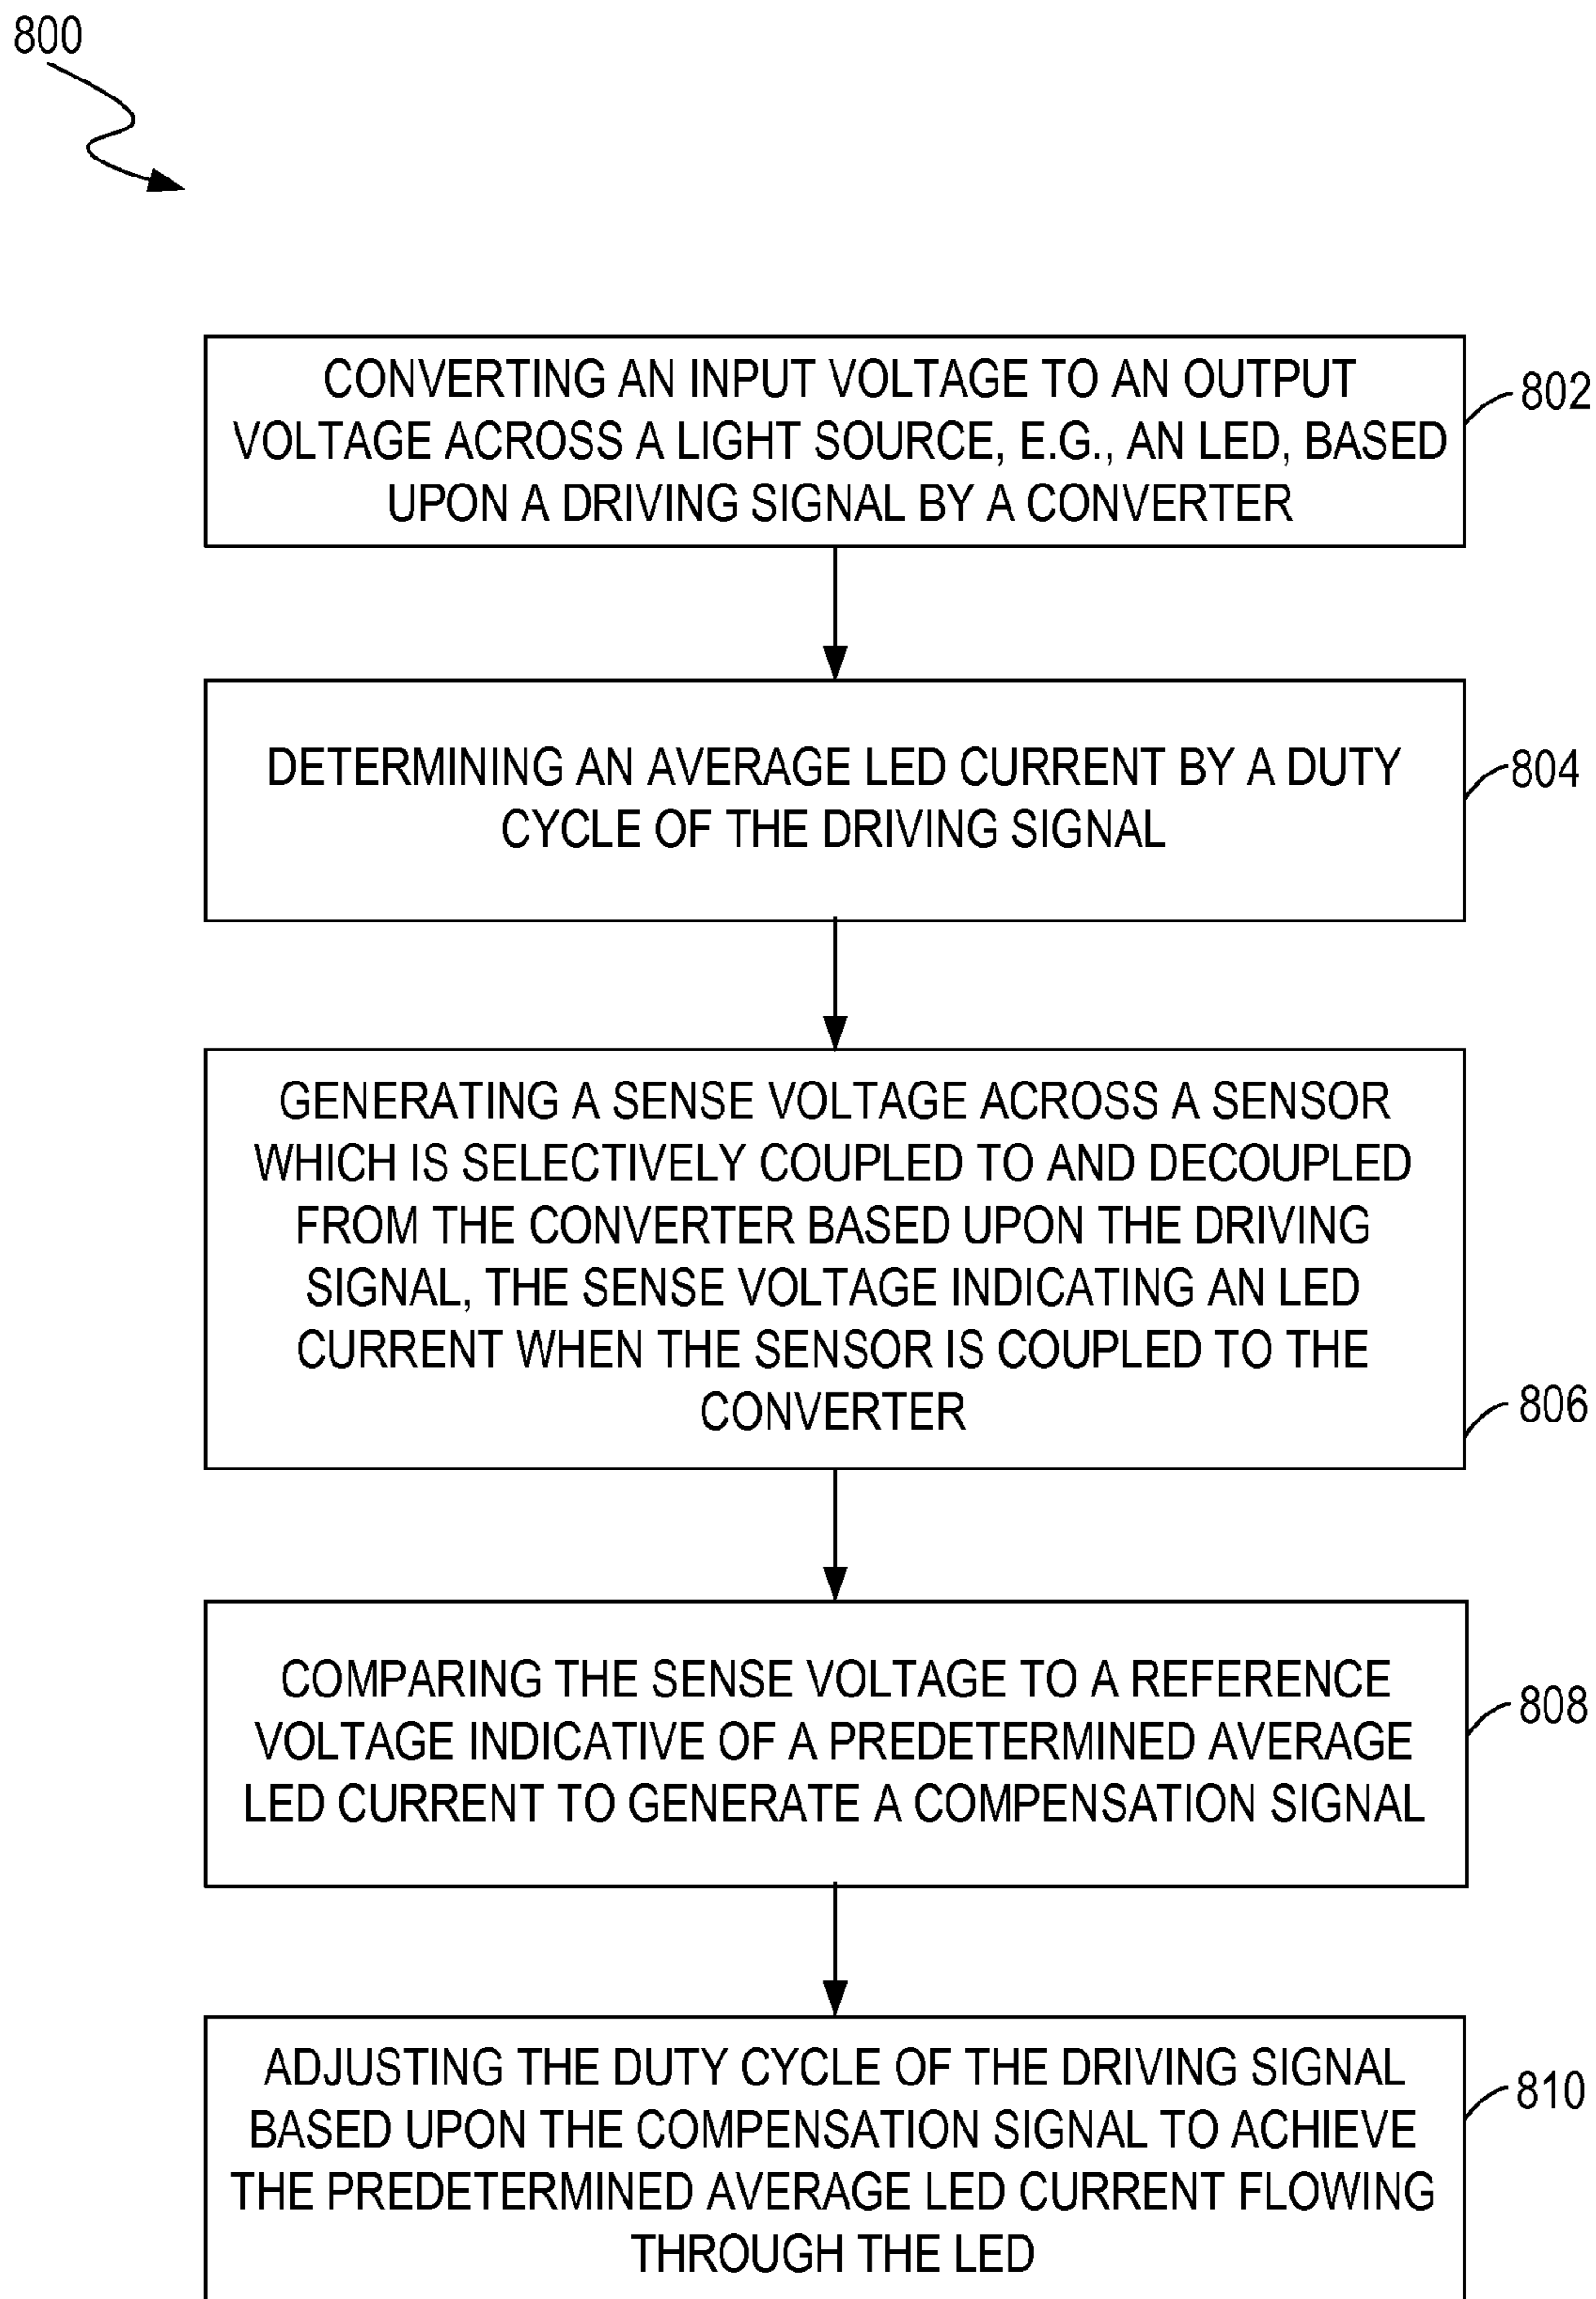 800
CONVERTING AN INPUT VOLTAGE TO AN OUTPUT
VOLTAGE ACROSS A LIGHT SOURCE, E.G., AN LED, BASED
UPON A DRIVING SIGNAL BY A CONVERTER
802
DETERMINING AN AVERAGE LED CURRENT BY A DUTY
CYCLE OF THE DRIVING SIGNAL
804
GENERATING A SENSE VOLTAGE ACROSS A SENSOR
WHICH IS SELECTIVELY COUPLED TO AND DECOUPLED
FROM THE CONVERTER BASED UPON THE DRIVING
SIGNAL, THE SENSE VOLTAGE INDICATING AN LED
CURRENT WHEN THE SENSOR IS COUPLED TO THE
CONVERTER
806
COMPARING THE SENSE VOLTAGE TO A REFERENCE
VOLTAGE INDICATIVE OF A PREDETERMINED AVERAGE
LED CURRENT TO GENERATE A COMPENSATION SIGNAL
808
ADJUSTING THE DUTY CYCLE OF THE DRIVING SIGNAL
BASED UPON THE COMPENSATION SIGNAL TO ACHIEVE
THE PREDETERMINED AVERAGE LED CURRENT FLOWING
THROUGH THE LED
810